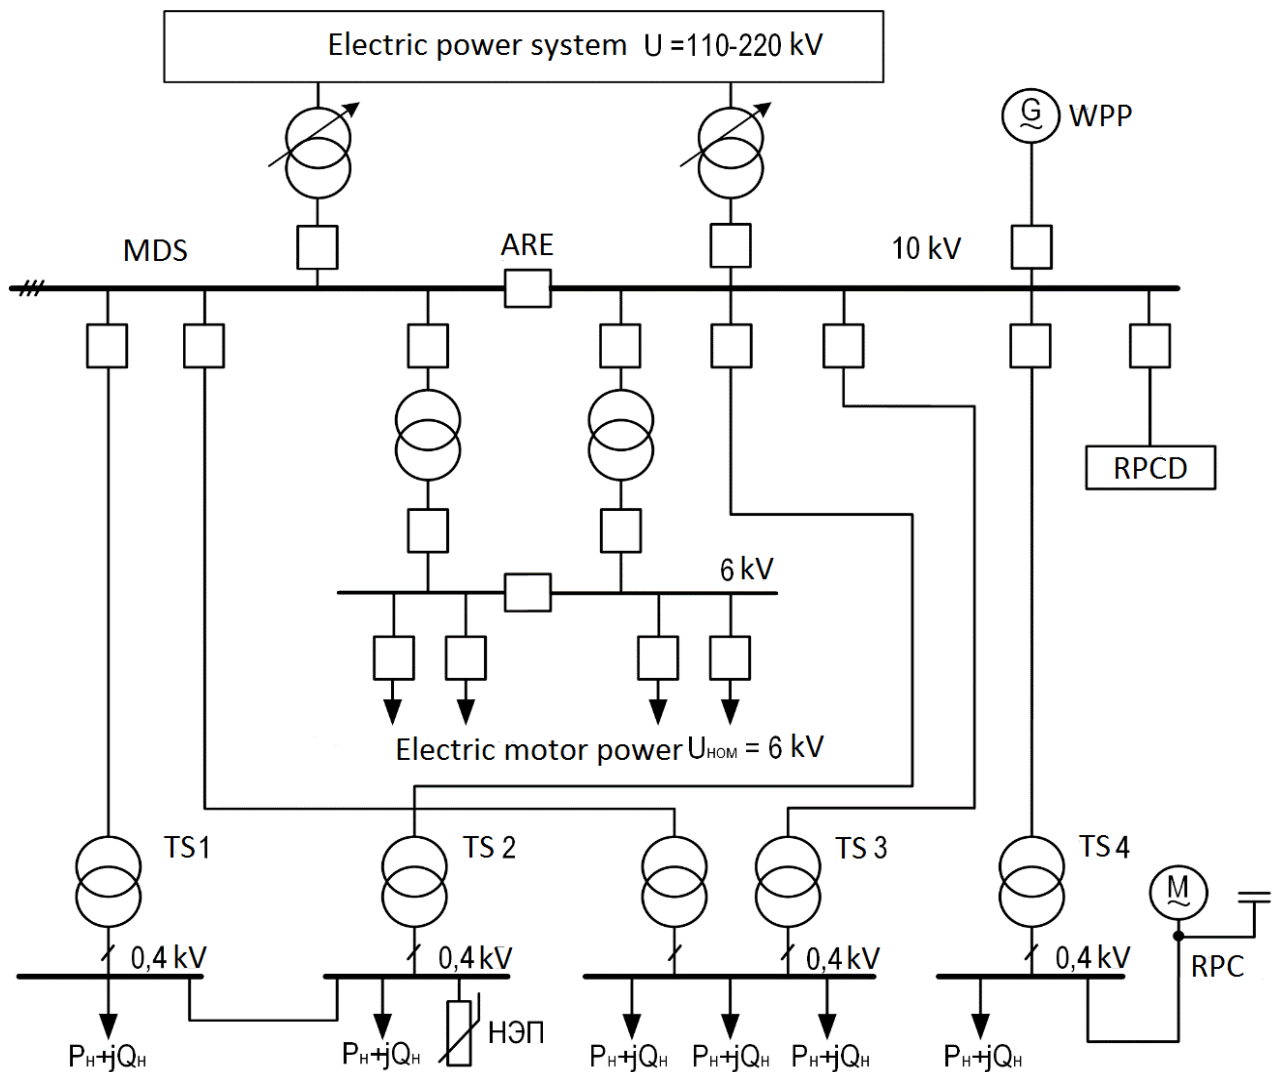 Electric power system U =110-220 kV
G
~
WPP
MDS
ARE
10 kV
RPCD
6 kV
Electric motor power Uном = 6 kV
TS1
TS 2
TS 3
TS 4
M
~
0,4 kV
0,4 kV
0,4 kV
0,4 kV
RPC
НЭП
Pн+jQн
Pн+jQн
Pн+jQн
Pн+jQн
Pн+jQн
Pн+jQн